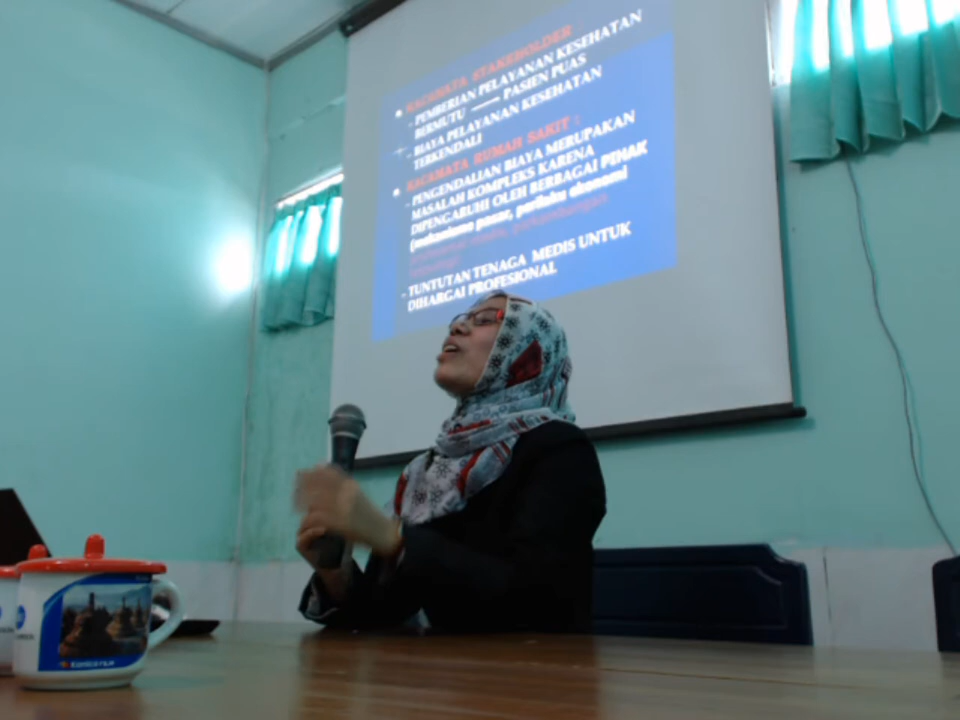 KACAMATA STAKEHOLDER
- PEMBERIAN PELAYANAN KESEHATAN
BERMUTU PASIEN PUAS
- BIAYA PELAYANAN KESEHATAN
TERKENDALI
KACAMATA RUMAH SAKIT :
- PENGENDALIAN BIAYA MERUPAKAN
MASALAH KOMPLEKS KARENA
DIPENGARUHI OLEH BERBAGAI PIHAK
(mekanisme pasar, perilaku ekonomi
- TUNTUTAN TENAGA MEDIS UNTUK
DIHARGAI PROFESIONAL